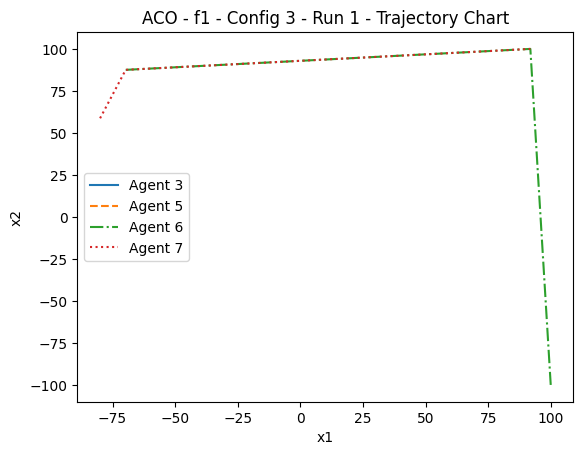 ACO - f1 - Config 3 - Run 1 - Trajectory Chart
100
75
50
25
0
−25
−50
−75
−100
x2
Agent 3
Agent 5
Agent 6
Agent 7
−75 −50 −25 0 25 50 75 100
x1